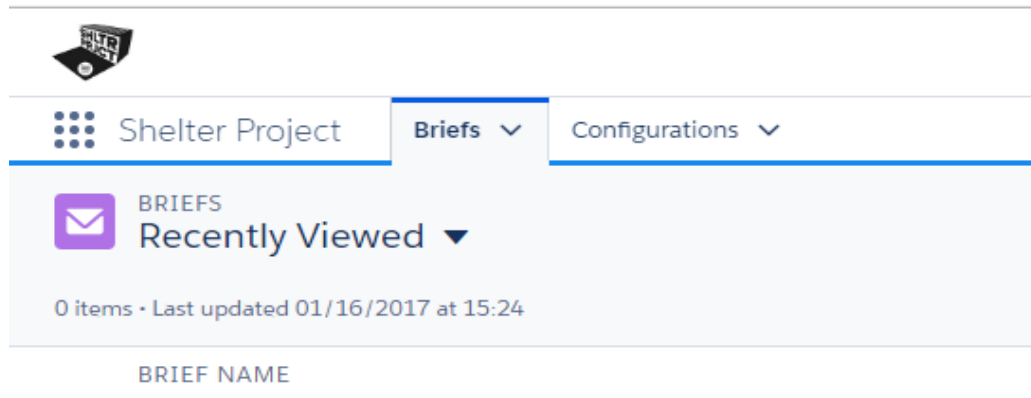 Shelter Project Briefs Configurations
BRIEFS
Recently Viewed
0 items • Last updated 01/16/2017 at 15:24
BRIEF NAME